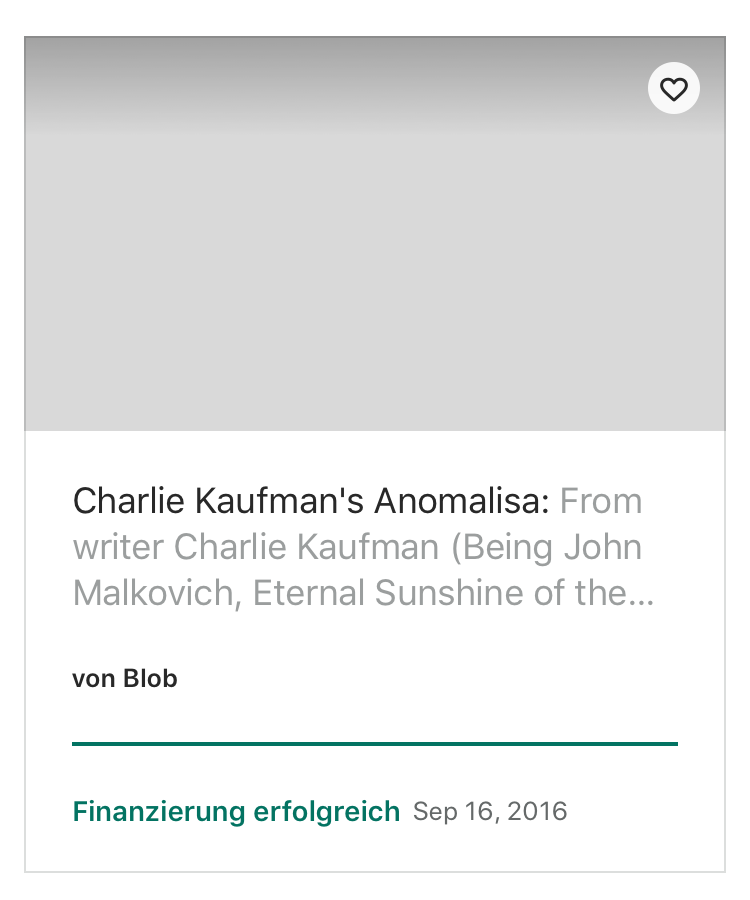 Charlie Kaufman's Anomalisa: From
writer Charlie Kaufman (Being John
Malkovich, Eternal Sunshine of the...
von Blob
Finanzierung erfolgreich Sep 16, 2016